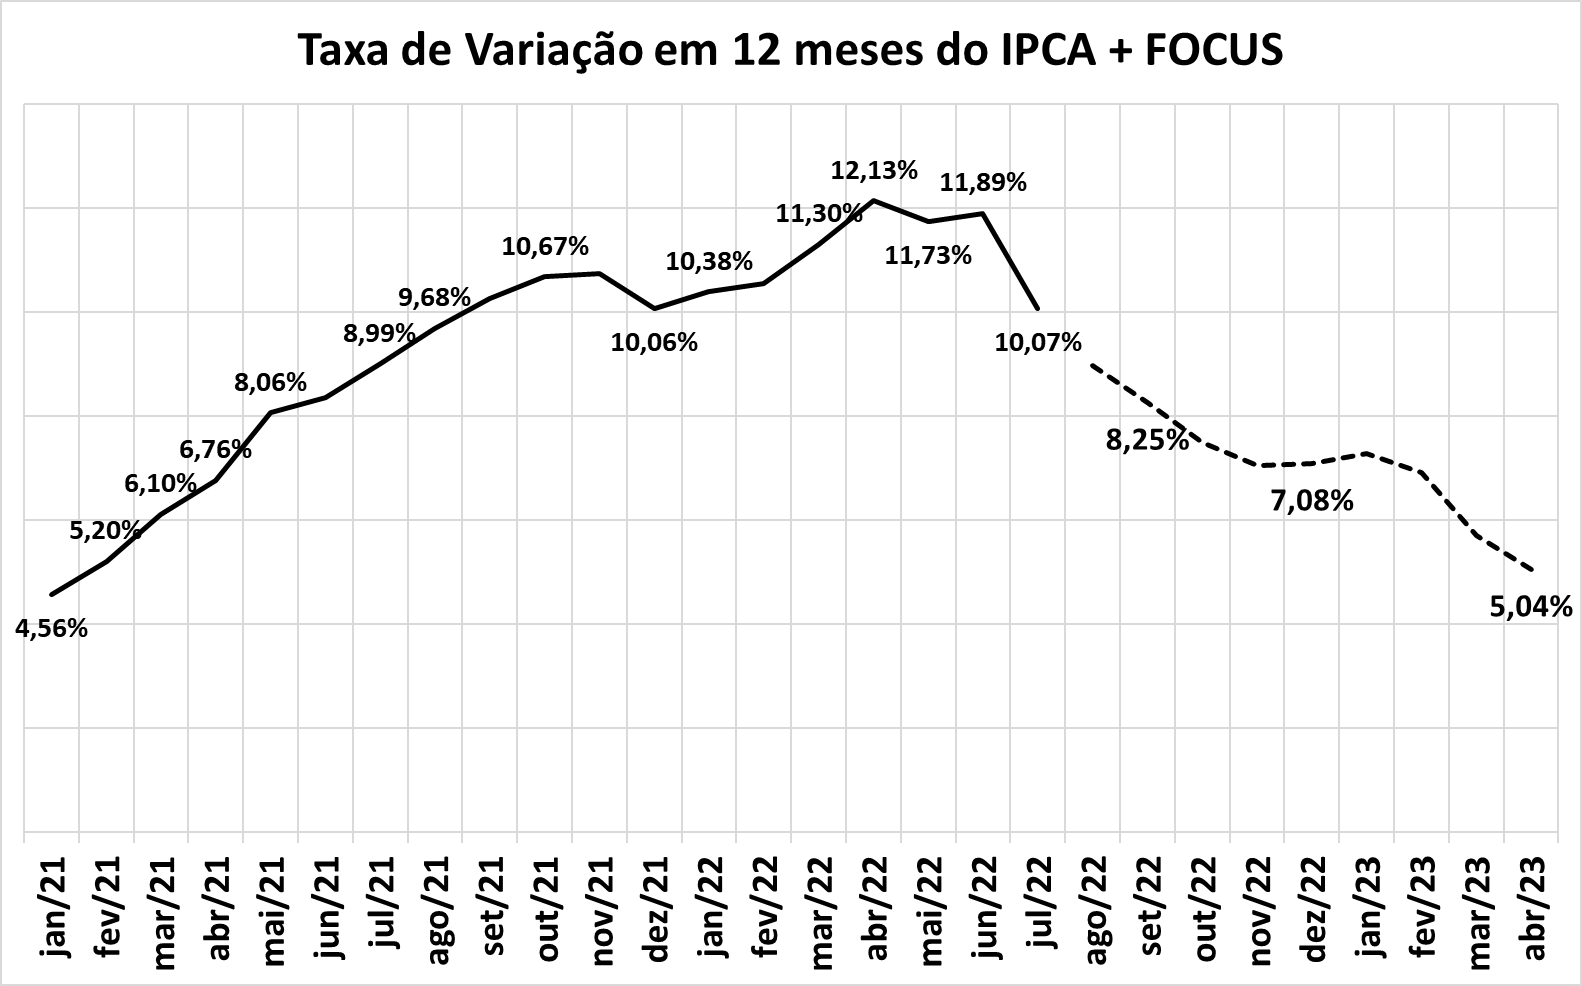 Taxa de Variação em 12 meses do IPCA + FOCUS
4,56%
5,20%
6,10%
6,76%
8,06%
8,99%
9,68%
10,67%
10,06%
10,38%
11,30%
12,13%
11,73%
11,89%
10,07%
8,25%
7,08%
5,04%
jan/21
fev/21
mar/21
abr/21
mai/21
jun/21
jul/21
ago/21
set/21
out/21
nov/21
dez/21
jan/22
fev/22
mar/22
abr/22
mai/22
jun/22
jul/22
ago/22
set/22
out/22
nov/22
dez/22
jan/23
fev/23
mar/23
abr/23